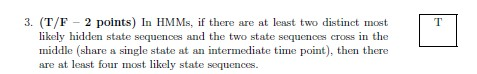 3. (T/F – 2 points) In HMMs, if there are at least two distinct most
likely hidden state sequences and the two state sequences cross in the
middle (share a single state at an intermediate time point), then there
are at least four most likely state sequences.
T